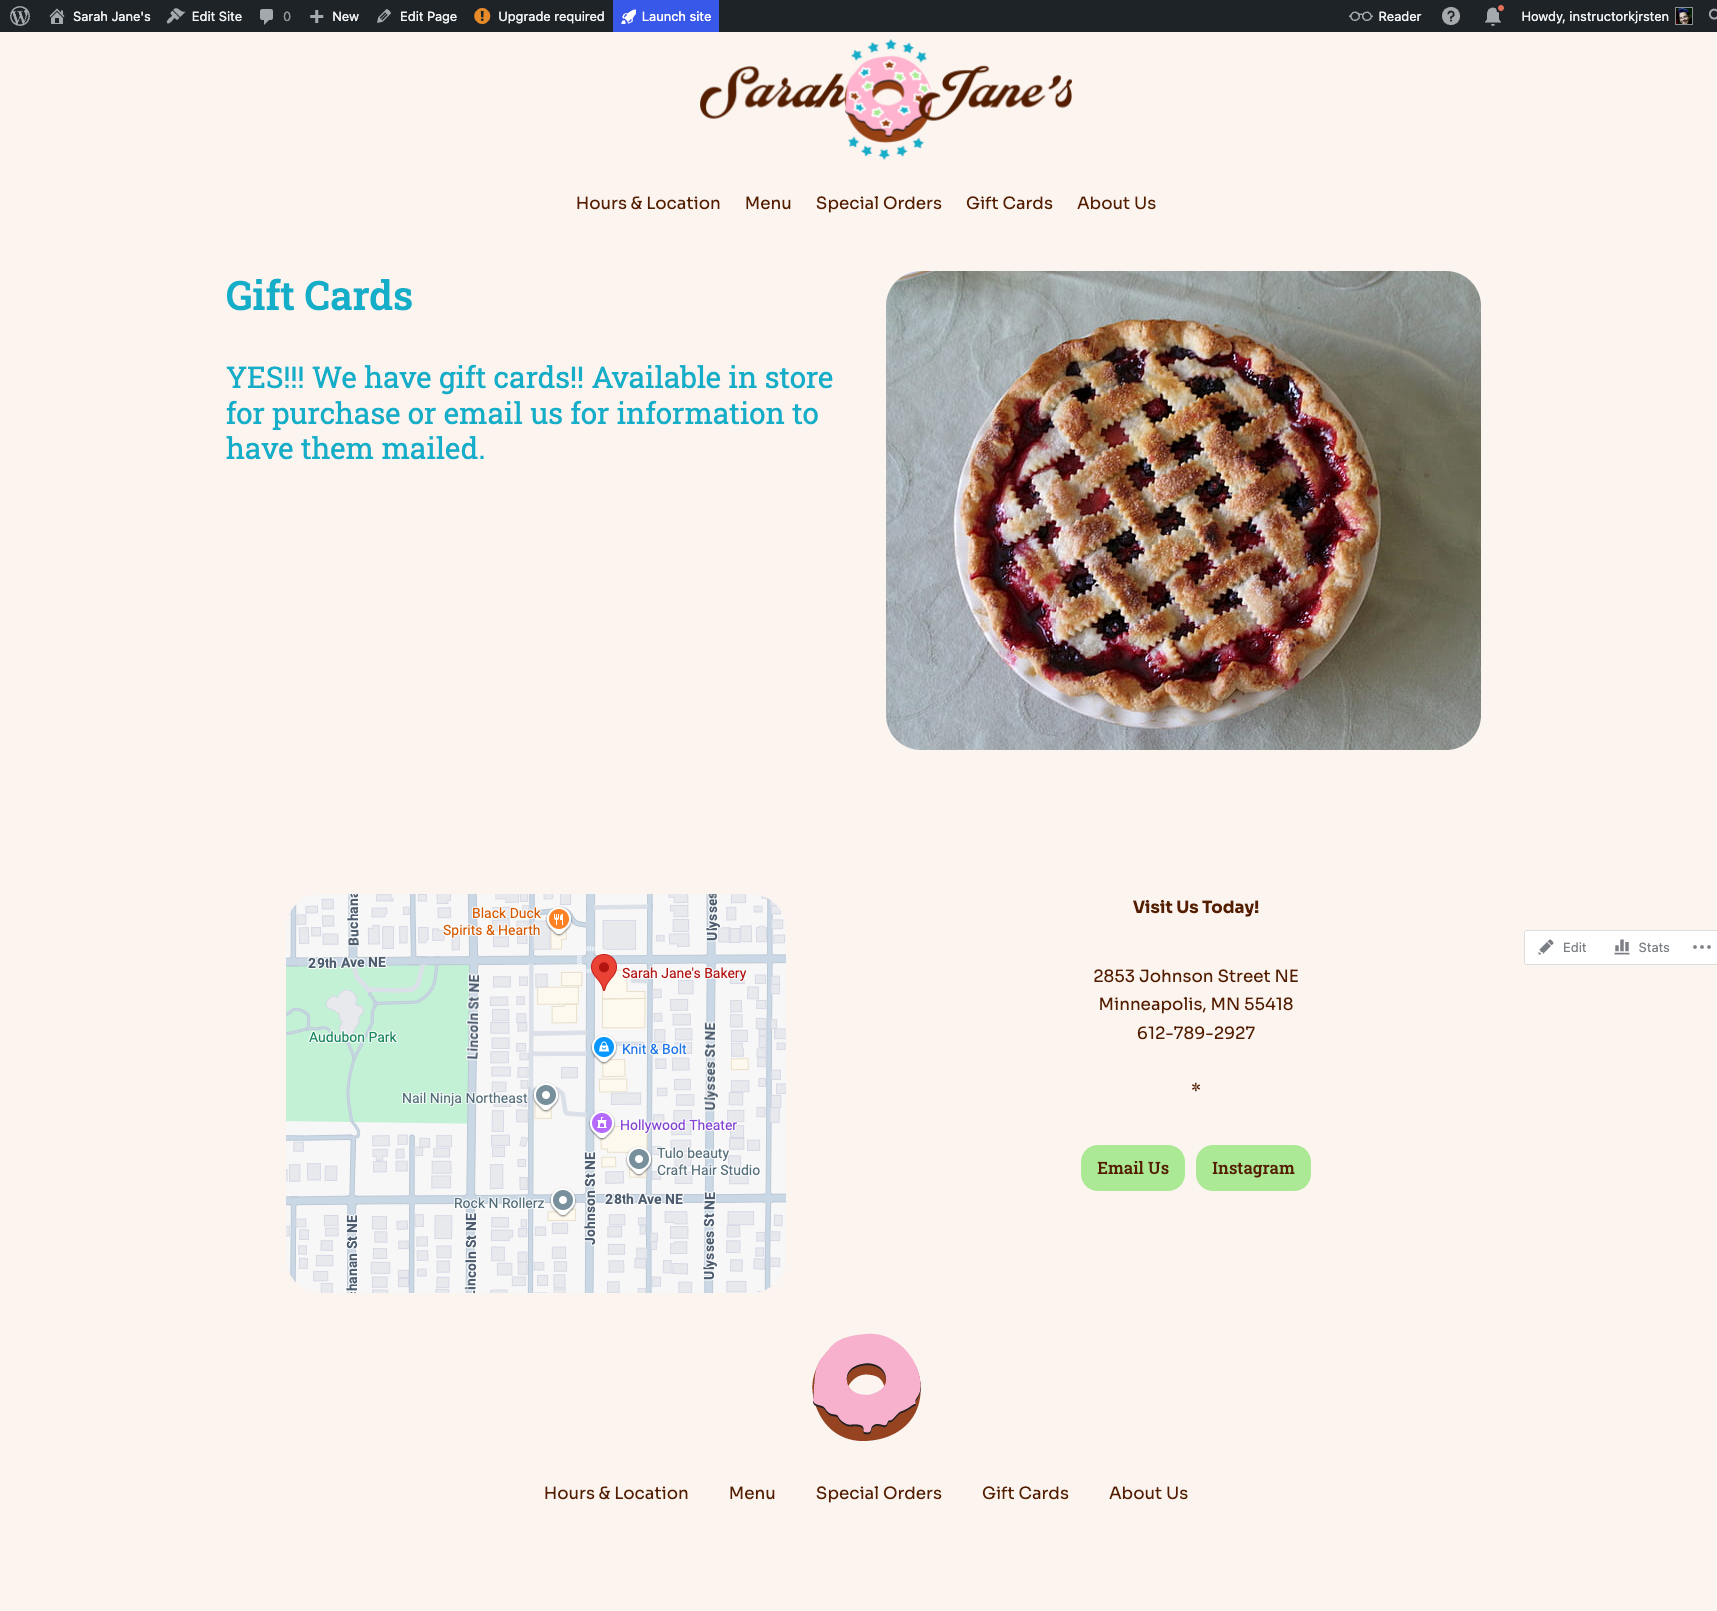 Sarah Jane's Edit Site 0 New Edit Page Upgrade required Launch site Reader Howdy, instructorkjrsten
Sarah Jane's
Hours & Location Menu Special Orders Gift Cards About Us
Gift Cards
YES!!! We have gift cards!! Available in store
for purchase or email us for information to
have them mailed.
Buchana
Ulysses
Black Duck
Spirits & Hearth
29th Ave NE
Sarah Jane's Bakery
Lincoln St NE
Audubon Park
Knit & Bolt
Ulysses St NE
Nail Ninja Northeast
Hollywood Theater
Tulo beauty
Craft Hair Studio
Johnson St NE
Rock N Rollerz
28th Ave NE
hanan St NE
incoln St NE
Ulysses St NE
Visit Us Today!
2853 Johnson Street NE
Minneapolis, MN 55418
612-789-2927
*
Email Us Instagram
Edit Stats ...
Hours & Location Menu Special Orders Gift Cards About Us